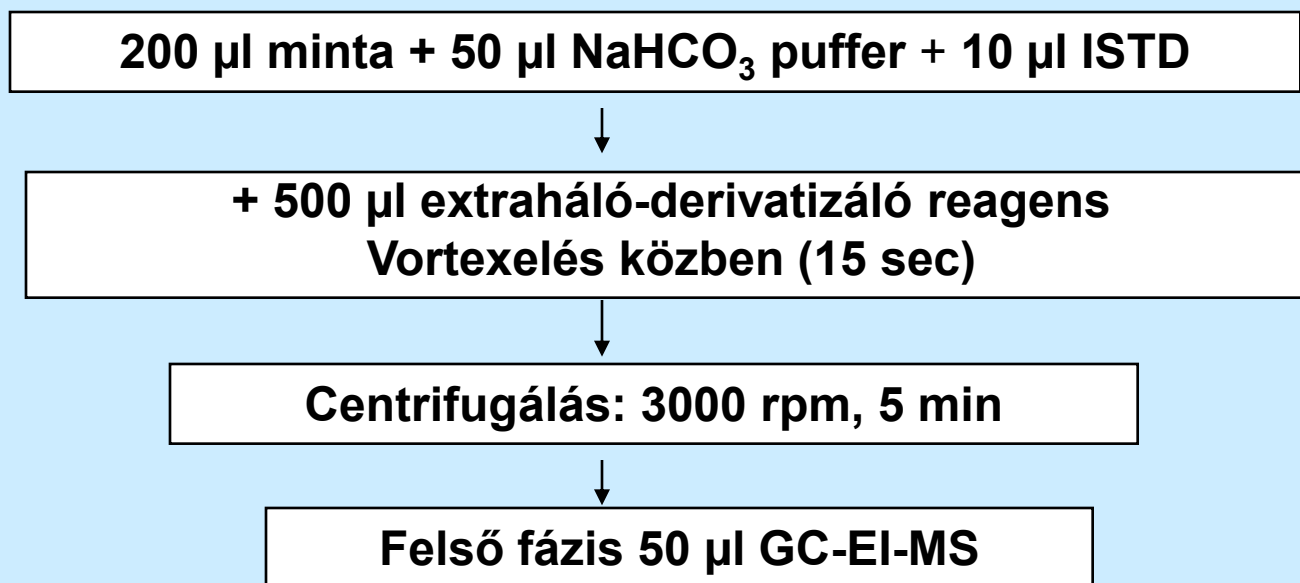 200 µl minta + 50 µl NaHCO₃ puffer + 10 µl ISTD
+ 500 µl extraháló-derivatizáló reagens
Vortexelés közben (15 sec)
Centrifugálás: 3000 rpm, 5 min
Felső fázis 50 µl GC-EI-MS